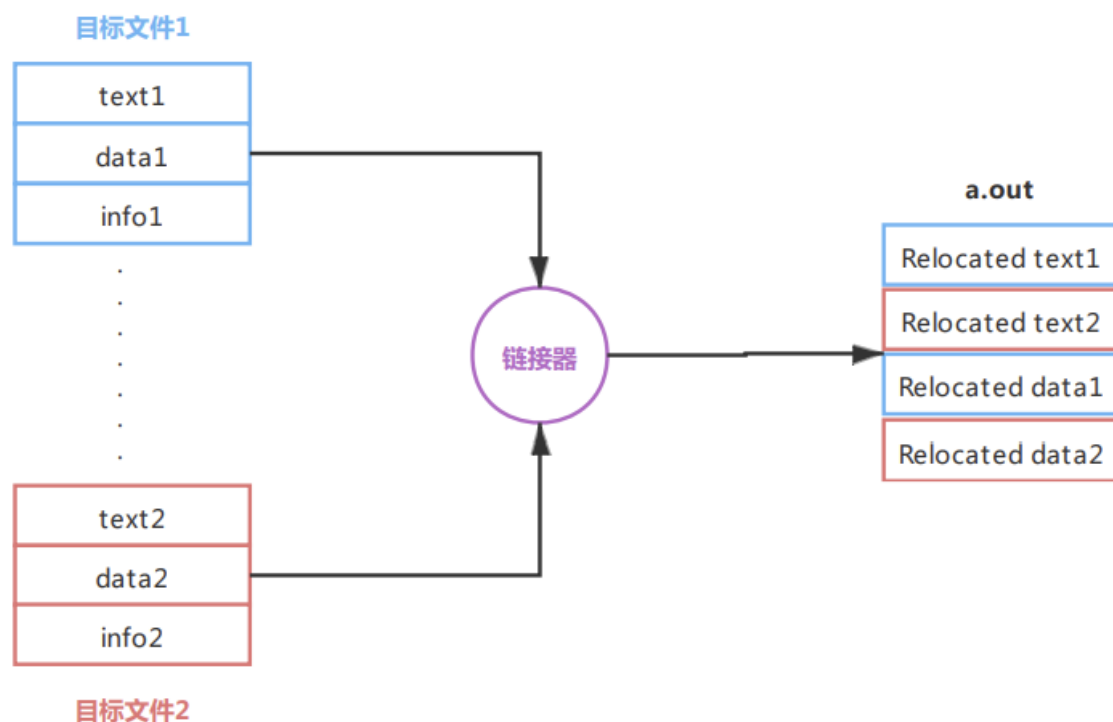 目标文件1
text1
data1
info1
链接器
text2
data2
info2
目标文件2
a.out
Relocated text1
Relocated text2
Relocated data1
Relocated data2